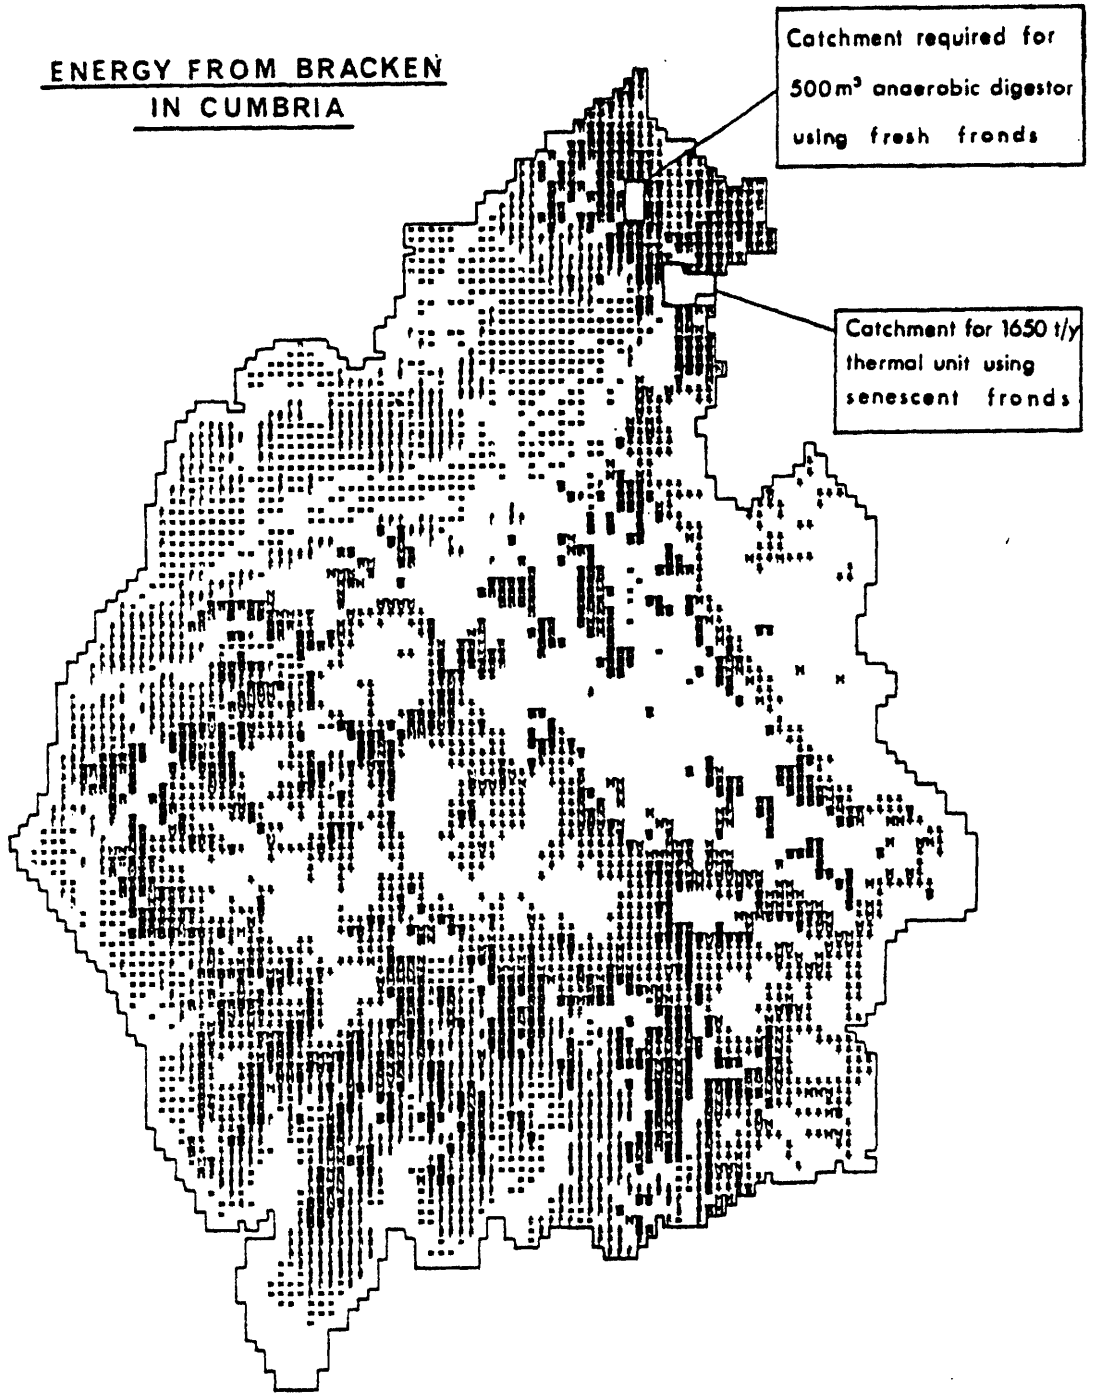 ENERGY FROM BRACKEN
IN CUMBRIA
Catchment required for
500m³ anaerobic digestor
using fresh fronds
Catchment for 1650 t/y
thermal unit using
senescent fronds